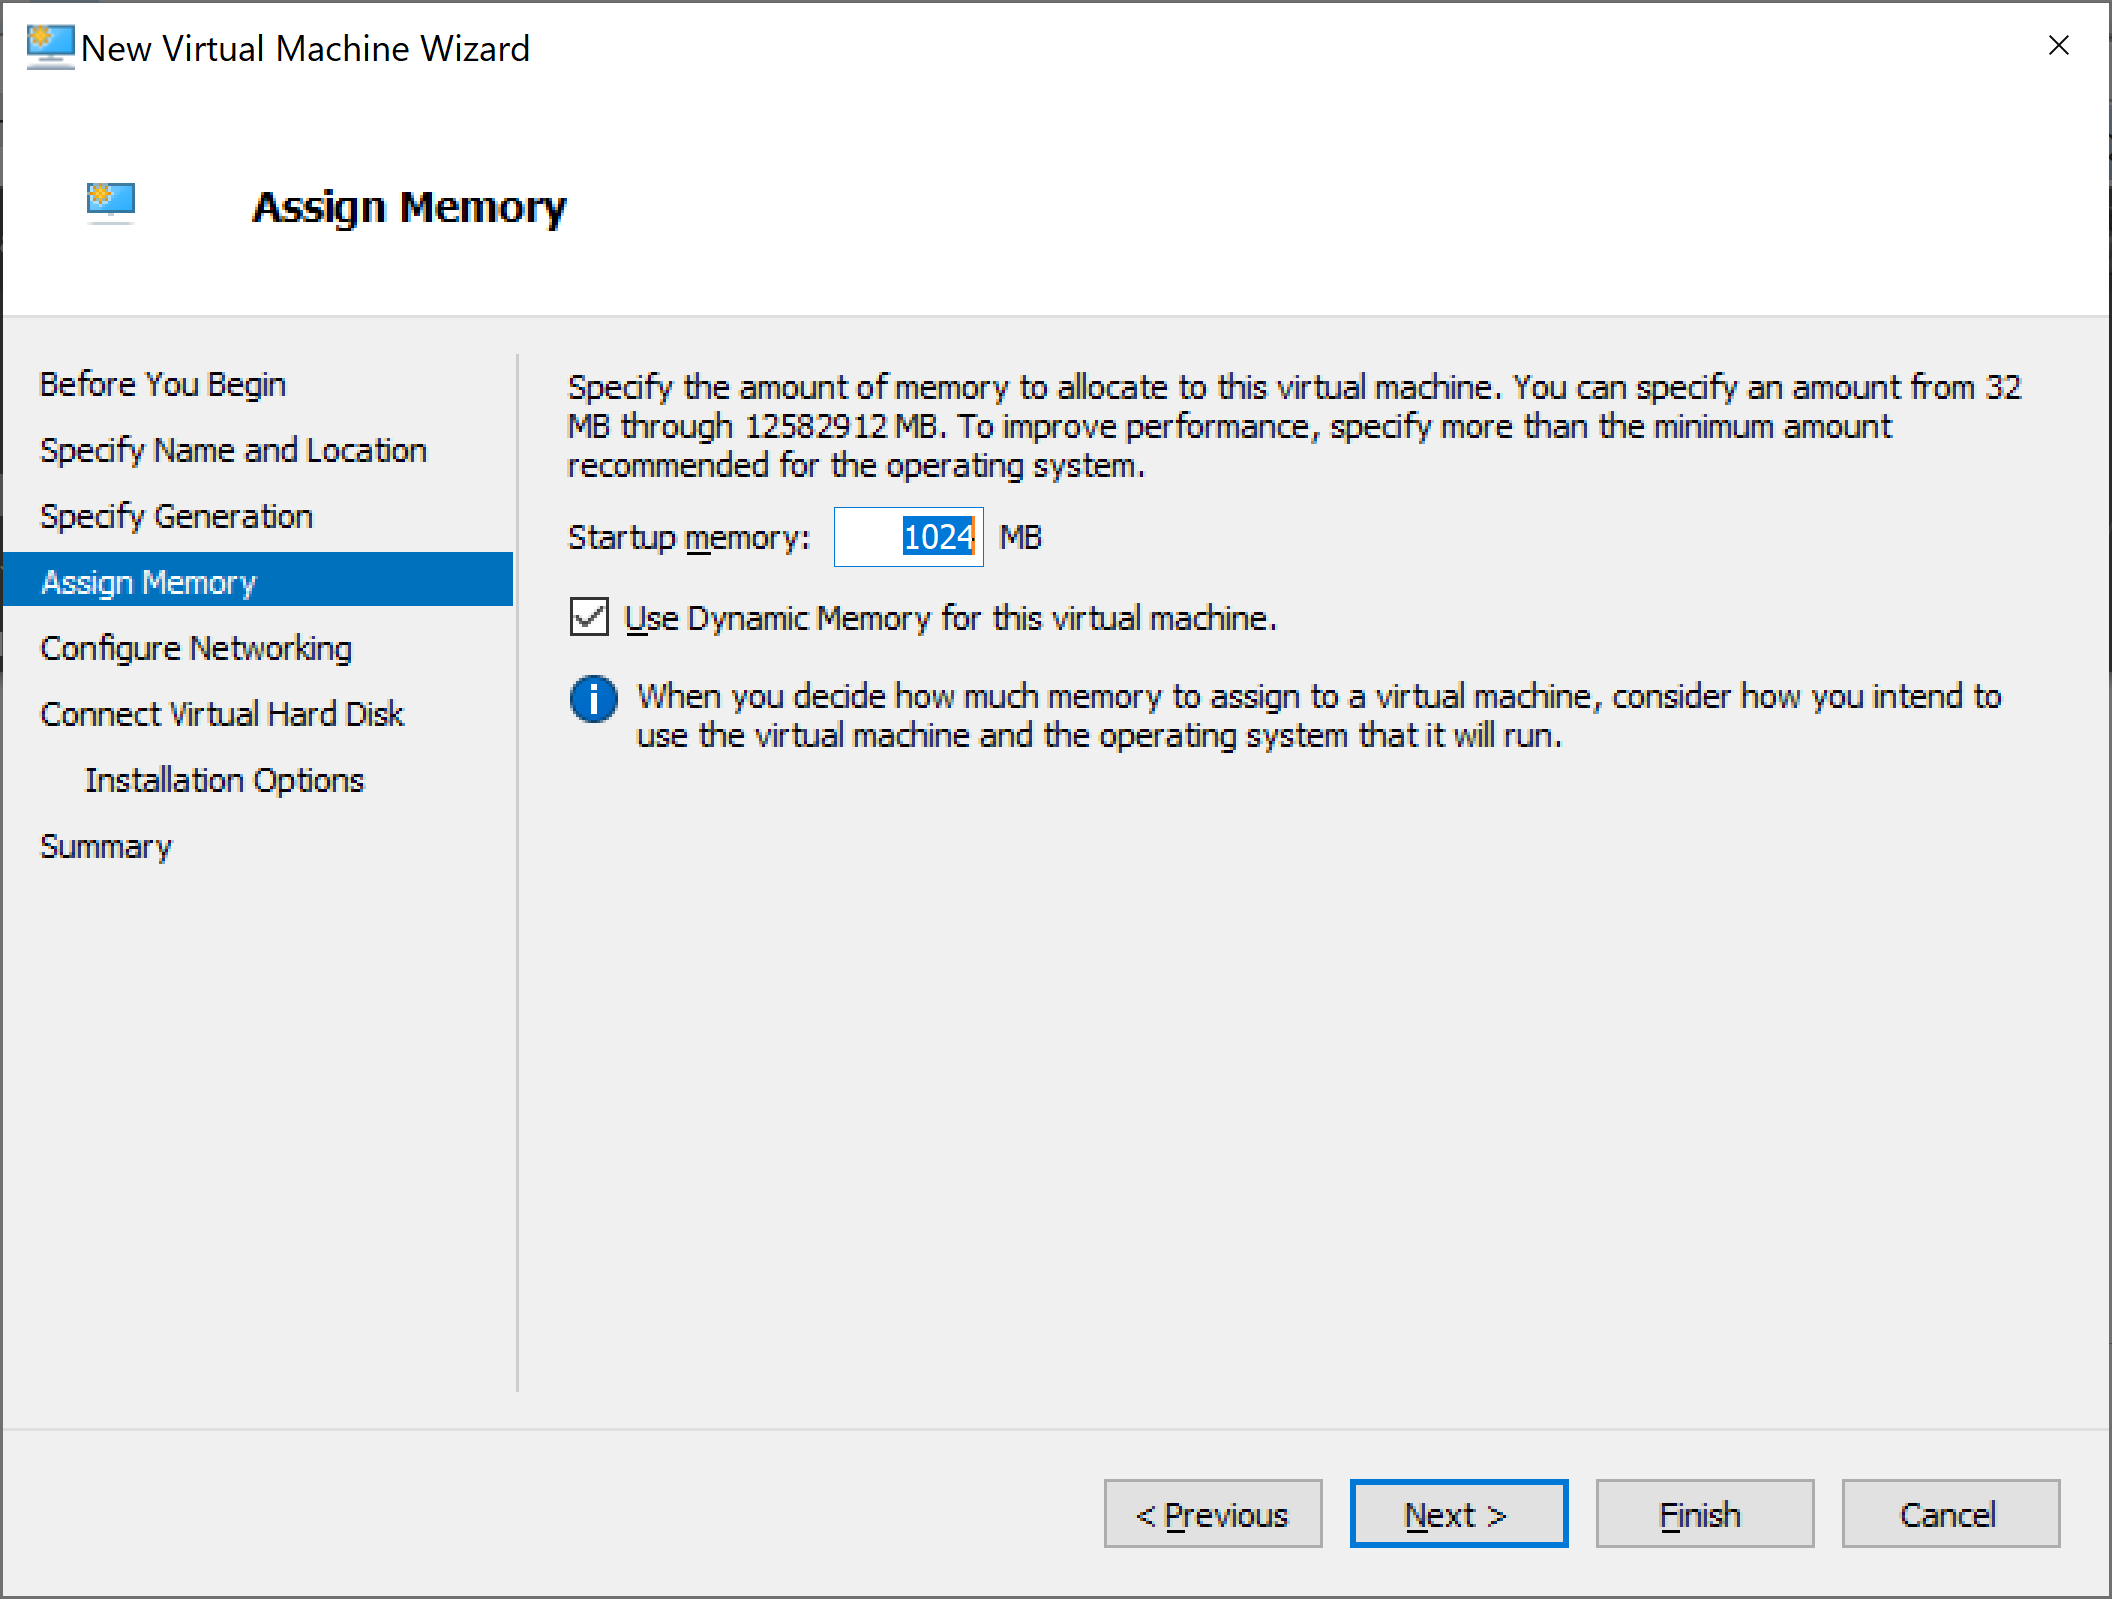 New Virtual Machine Wizard
Assign Memory
Before You Begin
Specify Name and Location
Specify Generation
Assign Memory
Configure Networking
Connect Virtual Hard Disk
Installation Options
Summary
Specify the amount of memory to allocate to this virtual machine. You can specify an amount from 32
MB through 12582912 MB. To improve performance, specify more than the minimum amount
recommended for the operating system.
Startup memory: 1024 MB
Use Dynamic Memory for this virtual machine.
When you decide how much memory to assign to a virtual machine, consider how you intend to
use the virtual machine and the operating system that it will run.
< Previous Next > Finish Cancel